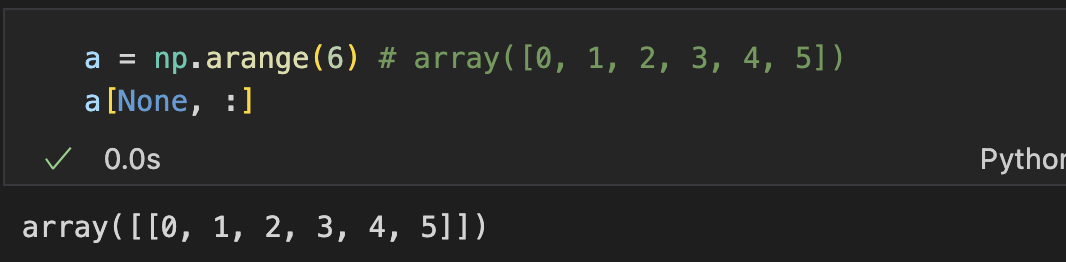 a = np.arange(6) # array([0, 1, 2, 3, 4, 5])
a[None, :]
✓ 0.0s Python
array([[0, 1, 2, 3, 4, 5]])